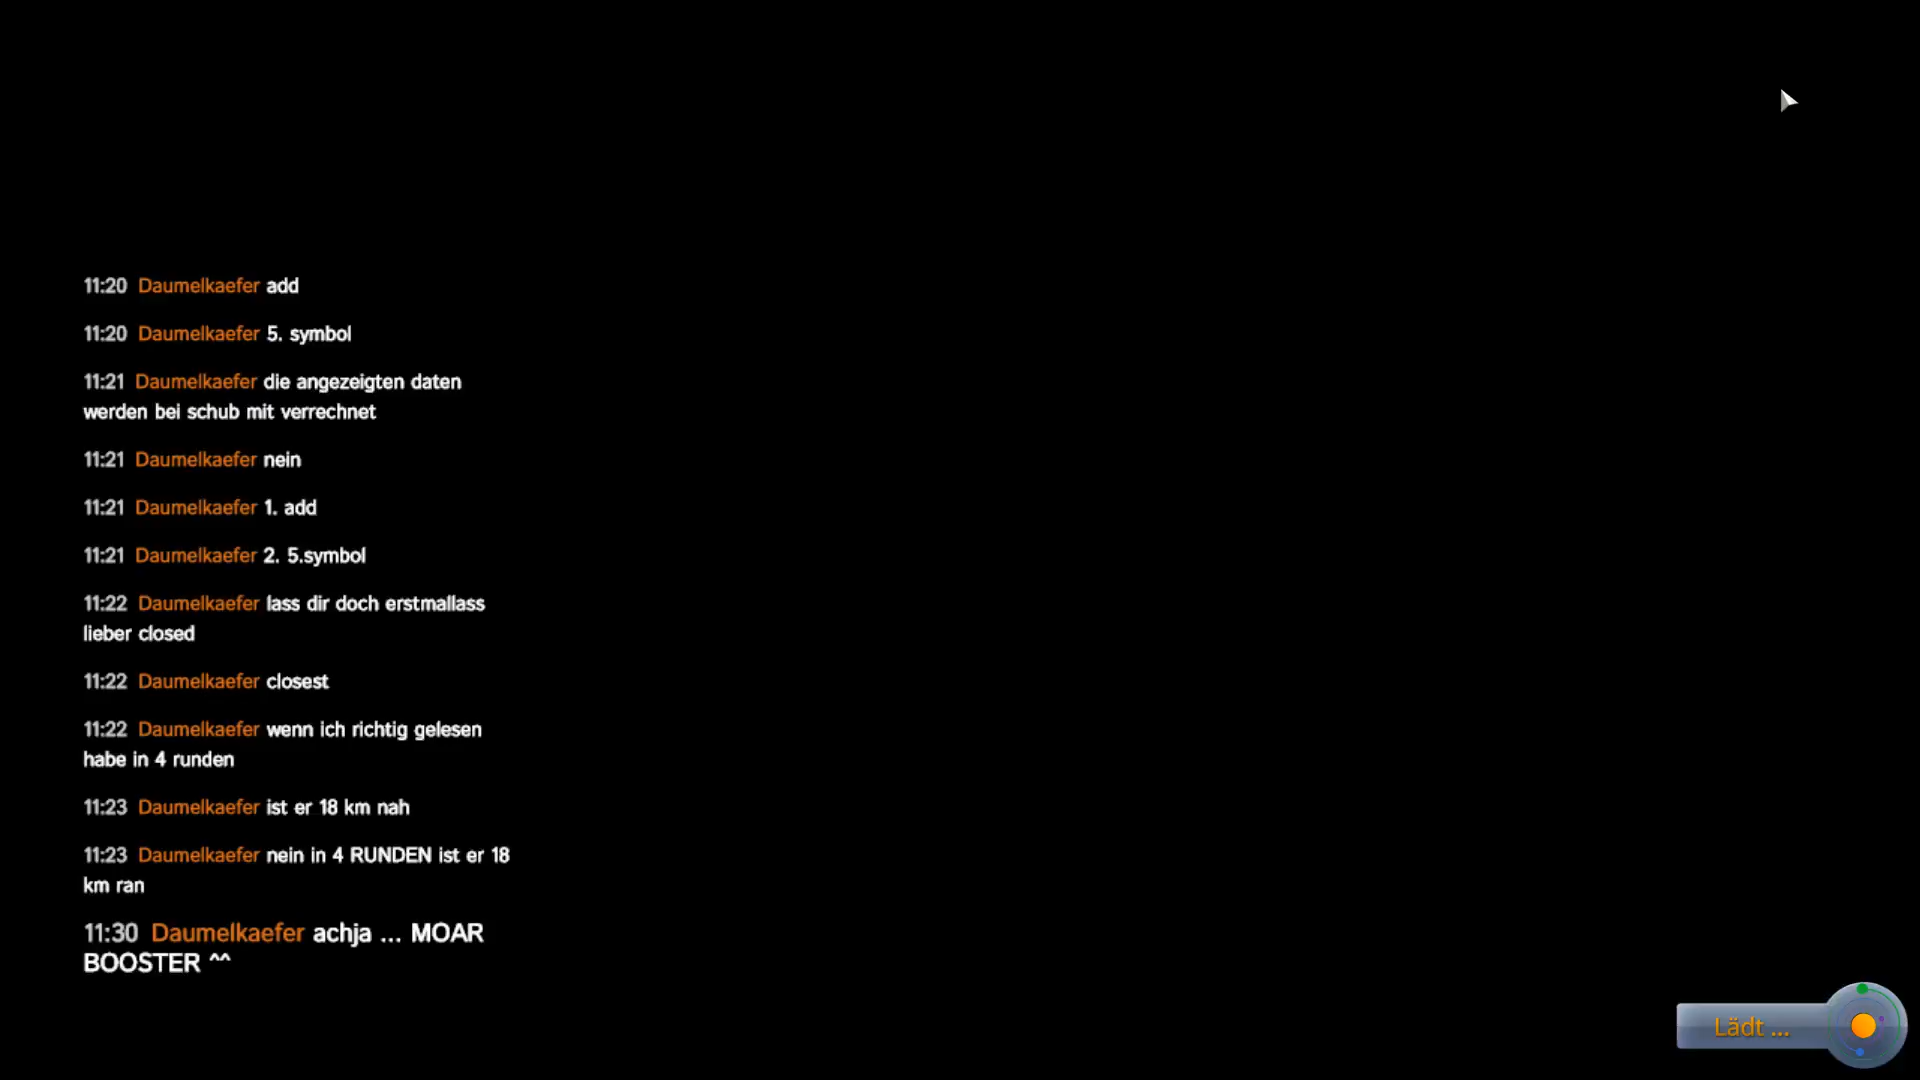 11:20 Daumelkaefer add
11:20 Daumelkaefer 5. symbol
11:21 Daumelkaefer die angezeigten daten
werden bei schub mit verrechnet
11:21 Daumelkaefer nein
11:21 Daumelkaefer 1. add
11:21 Daumelkaefer 2. 5.symbol
11:22 Daumelkaefer lass dir doch erstmallass
lieber closed
11:22 Daumelkaefer closest
11:22 Daumelkaefer wenn ich richtig gelesen
habe in 4 runden
11:23 Daumelkaefer ist er 18 km nah
11:23 Daumelkaefer nein in 4 RUNDEN ist er 18
km ran
11:30 Daumelkaefer achja ... MOAR
BOOSTER ^^
Lädt ...